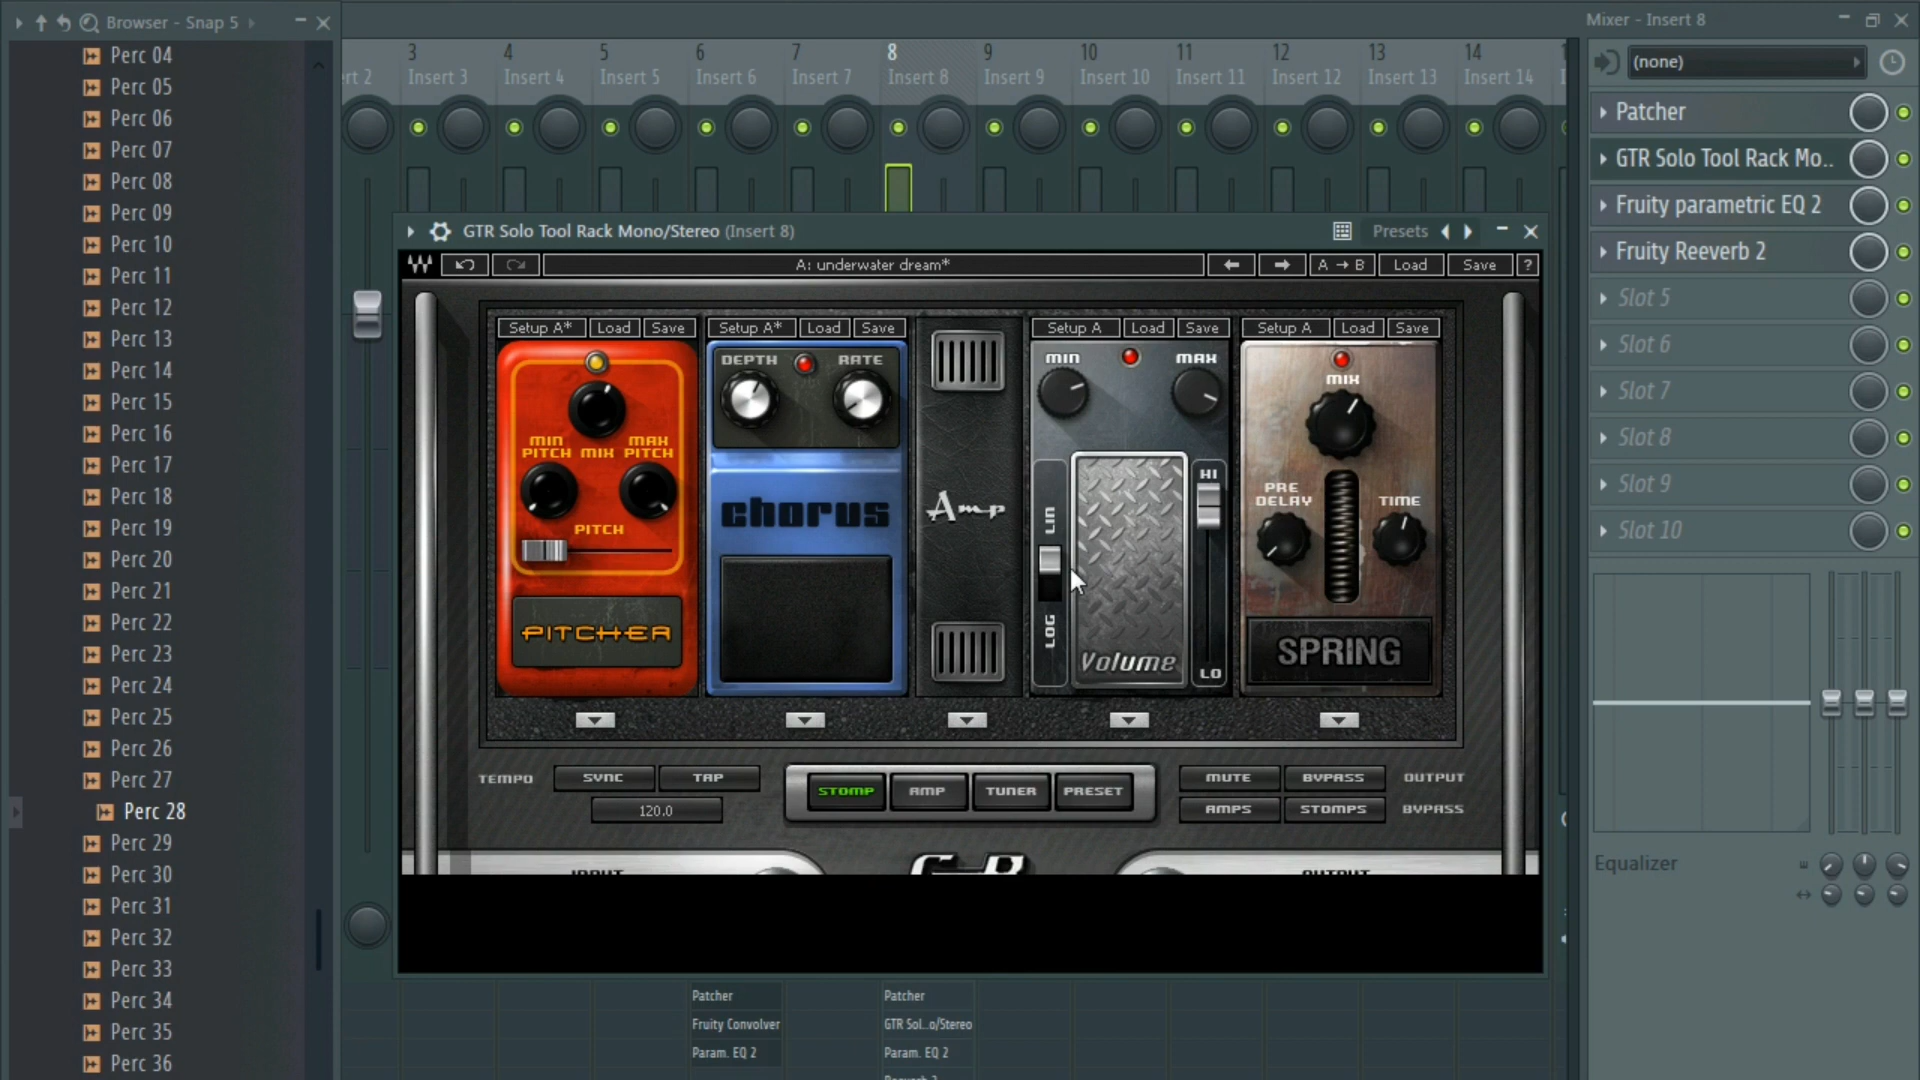 Browser - Snap 5
Perc 04
Perc 05
Perc 06
Perc 07
Perc 08
Perc 09
Perc 10
Perc 11
Perc 12
Perc 13
Perc 14
Perc 15
Perc 16
Perc 17
Perc 18
Perc 19
Perc 20
Perc 21
Perc 22
Perc 23
Perc 24
Perc 25
Perc 26
Perc 27
Perc 28
Perc 29
Perc 30
Perc 31
Perc 32
Perc 33
Perc 34
Perc 35
Perc 36
3 4 5 6 7 8 9 10 11 12 13 14
rt 2 Insert 3 Insert 4 Insert 5 Insert 6 Insert 7 Insert 8 Insert 9 Insert 10 Insert 11 Insert 12 Insert 13 Insert 14
GTR Solo Tool Rack Mono/Stereo (Insert 8) Presets
A: underwater dream* A → B Load Save ?
Setup A* Load Save Setup A* Load Save Setup A Load Save Setup A Load Save
MIN PITCH MIX MAX PITCH
PITCH
PITCHER
DEPTH RATE
chorus
Amp
MIN MAX
LIN
LOG
HI
LO
Volume
MIX
PRE DELAY TIME
SPRING
TEMPO SYNC TAP
120.0
STOMP AMP TUNER PRESET
MUTE BYPASS OUTPUT
AMPS STOMPS BYPASS
INPUT OUTPUT
Patcher
Fruity Convolver
Param. EQ 2
Patcher
GTR Sol..o/Stereo
Param. EQ 2
Mixer - Insert 8
(none)
Patcher
GTR Solo Tool Rack Mo..
Fruity parametric EQ 2
Fruity Reeverb 2
Slot 5
Slot 6
Slot 7
Slot 8
Slot 9
Slot 10
Equalizer